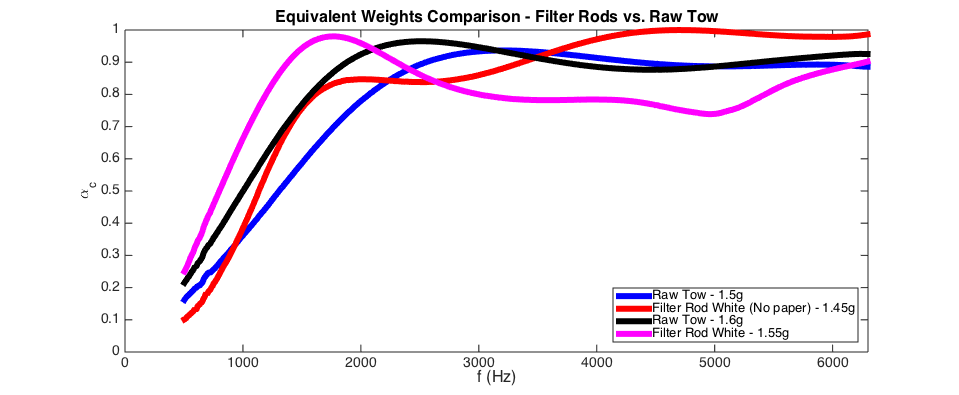 Equivalent Weights Comparison - Filter Rods vs. Raw Tow
1
0.9
0.8
0.7
0.6
0.5
0.4
0.3
0.2
0.1
0
α c
0 1000 2000 3000 4000 5000 6000
f (Hz)
Raw Tow - 1.5g
Filter Rod White (No paper) - 1.45g
Raw Tow - 1.6g
Filter Rod White - 1.55g